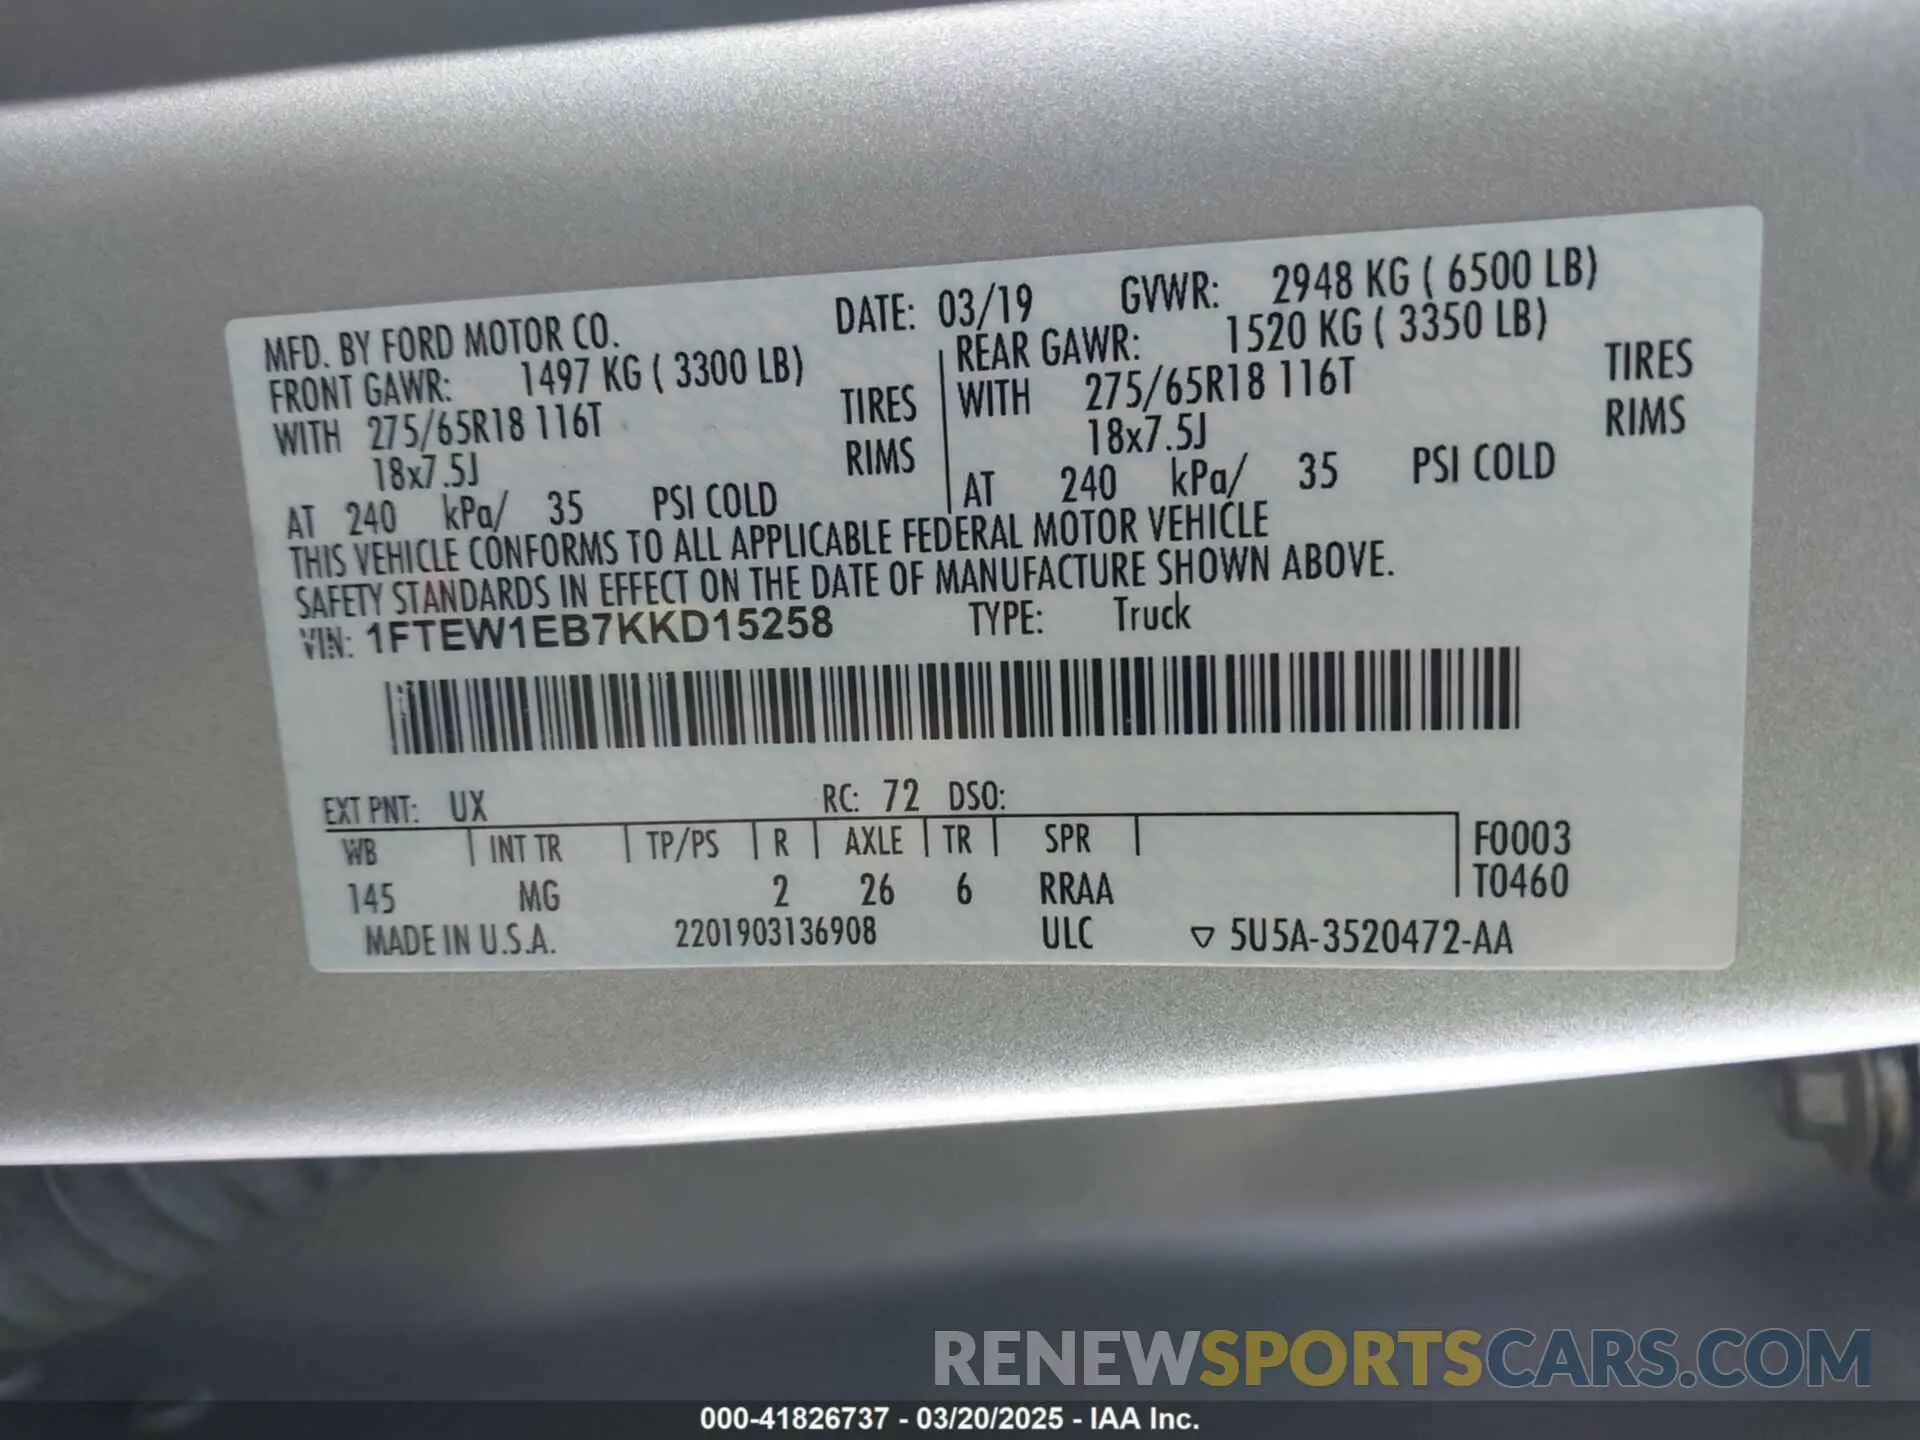 MFD. BY FORD MOTOR CO. DATE: 03/19 GVWR: 2948 KG ( 6500 LB)
FRONT GAWR: 1497 KG ( 3300 LB) REAR GAWR: 1520 KG ( 3350 LB)
WITH 275/65R18 116T TIRES WITH 275/65R18 116T TIRES
18x7.5J RIMS 18x7.5J RIMS
AT 240 kPa/ 35 PSI COLD AT 240 kPa/ 35 PSI COLD
THIS VEHICLE CONFORMS TO ALL APPLICABLE FEDERAL MOTOR VEHICLE
SAFETY STANDARDS IN EFFECT ON THE DATE OF MANUFACTURE SHOWN ABOVE.
VIN: 1FTEW1EB7KKD15258 TYPE: Truck
EXT PNT: UX RC: 72 DSO:
WB INT TR TP/PS R AXLE TR SPR F0003
145 MG 2 26 6 RRAA T0460
MADE IN U.S.A. 2201903136908 ULC ▽ 5U5A-3520472-AA
RENEWSPORTSCARS.COM
000-41826737 - 03/20/2025 - IAA Inc.